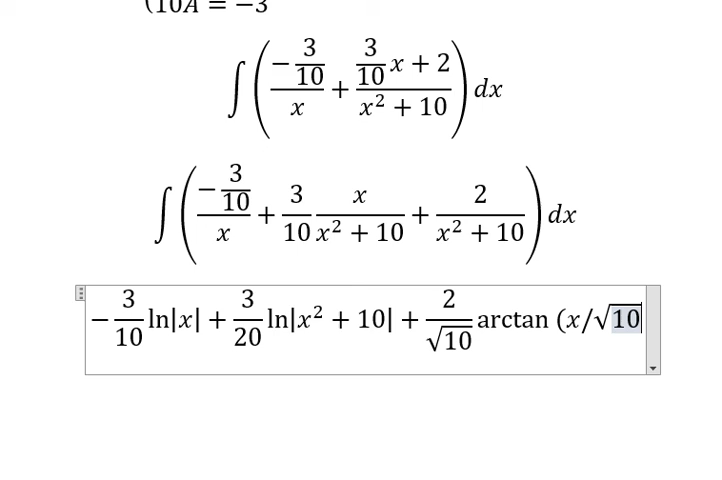 (10A = −3
∫ ( (−3/10)/x + (3/10 x + 2)/(x² + 10) ) dx
∫ ( (−3/10)/x + 3/10 x/(x² + 10) + 2/(x² + 10) ) dx
−3/10 ln|x| + 3/20 ln|x² + 10| + 2/√10 arctan (x/√10